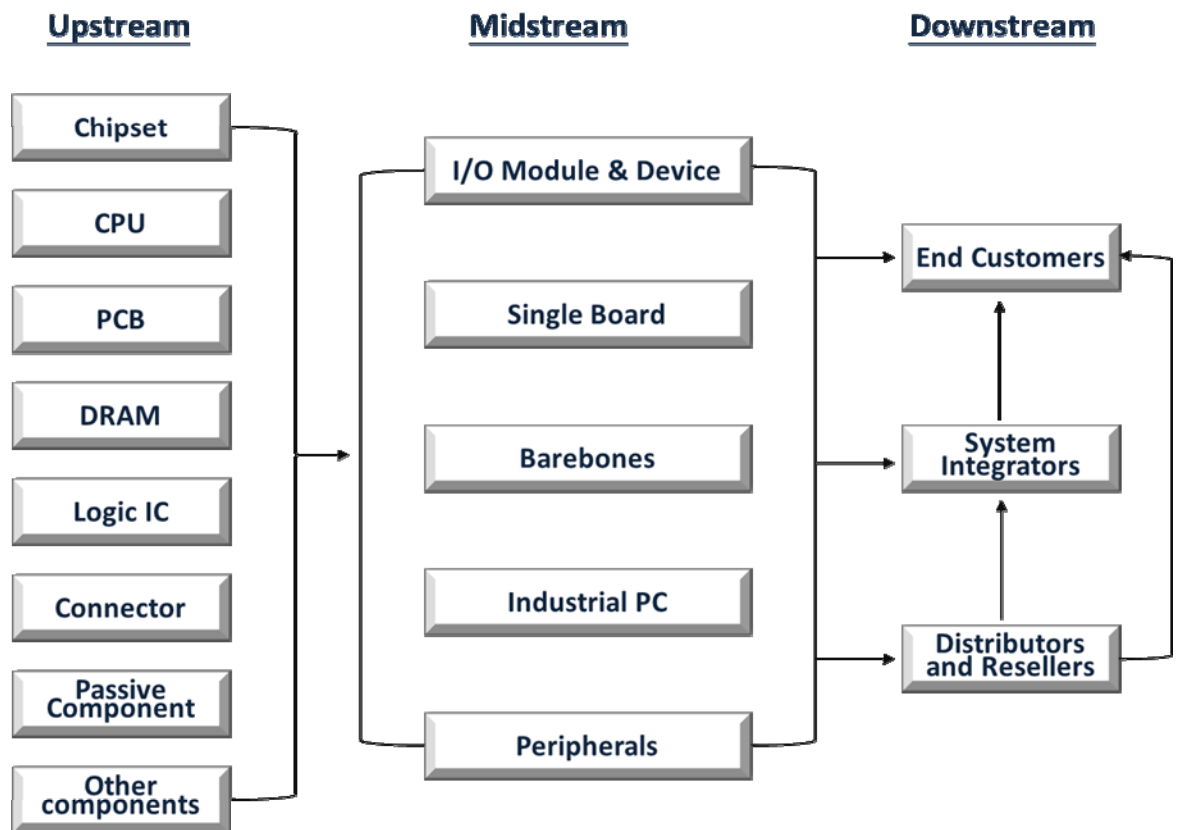 Upstream
Midstream
Downstream
Chipset
CPU
PCB
DRAM
Logic IC
Connector
Passive
Component
Other
components
I/O Module & Device
Single Board
Barebones
Industrial PC
Peripherals
End Customers
System
Integrators
Distributors
and Resellers